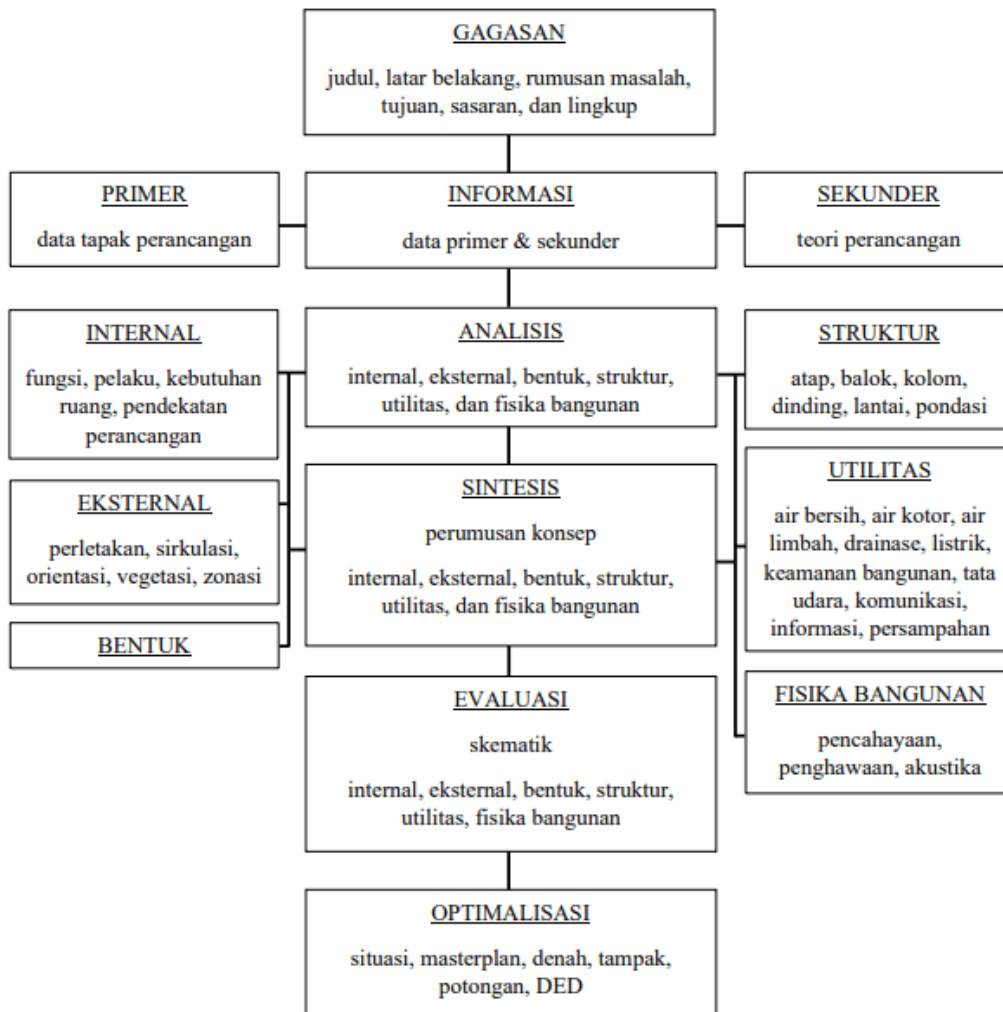 GAGASAN
judul, latar belakang, rumusan masalah,
tujuan, sasaran, dan lingkup
PRIMER
data tapak perancangan
INFORMASI
data primer & sekunder
SEKUNDER
teori perancangan
INTERNAL
fungsi, pelaku, kebutuhan
ruang, pendekatan
perancangan
ANALISIS
internal, eksternal, bentuk, struktur,
utilitas, dan fisika bangunan
STRUKTUR
atap, balok, kolom,
dinding, lantai, pondasi
EKSTERNAL
perletakan, sirkulasi,
orientasi, vegetasi, zonasi
BENTUK
SINTESIS
perumusan konsep
internal, eksternal, bentuk, struktur,
utilitas, dan fisika bangunan
UTILITAS
air bersih, air kotor, air
limbah, drainase, listrik,
keamanan bangunan, tata
udara, komunikasi,
informasi, persampahan
EVALUASI
skematik
internal, eksternal, bentuk, struktur,
utilitas, fisika bangunan
FISIKA BANGUNAN
pencahayaan,
penghawaan, akustika
OPTIMALISASI
situasi, masterplan, denah, tampak,
potongan, DED